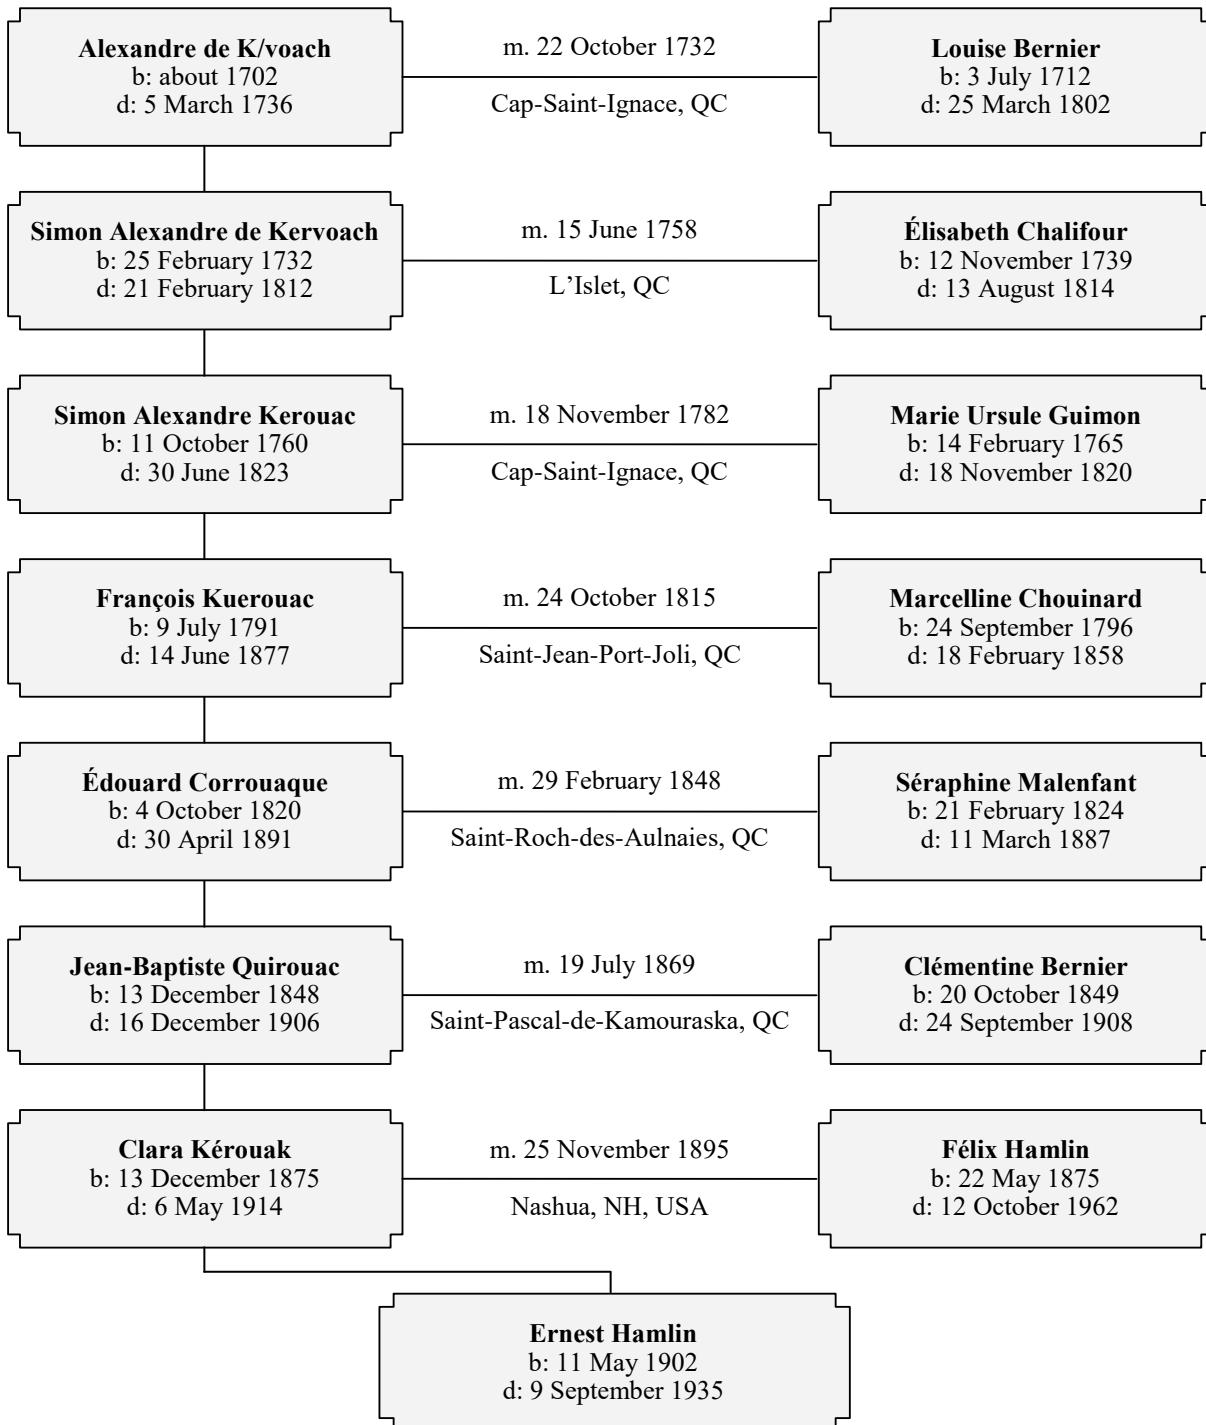 Alexandre de K/voach
b: about 1702
d: 5 March 1736
m. 22 October 1732
Cap-Saint-Ignace, QC
Louise Bernier
b: 3 July 1712
d: 25 March 1802
Simon Alexandre de Kervoach
b: 25 February 1732
d: 21 February 1812
m. 15 June 1758
L’Islet, QC
Élisabeth Chalifour
b: 12 November 1739
d: 13 August 1814
Simon Alexandre Kerouac
b: 11 October 1760
d: 30 June 1823
m. 18 November 1782
Cap-Saint-Ignace, QC
Marie Ursule Guimon
b: 14 February 1765
d: 18 November 1820
François Kuerouac
b: 9 July 1791
d: 14 June 1877
m. 24 October 1815
Saint-Jean-Port-Joli, QC
Marcelline Chouinard
b: 24 September 1796
d: 18 February 1858
Édouard Corrouaque
b: 4 October 1820
d: 30 April 1891
m. 29 February 1848
Saint-Roch-des-Aulnaies, QC
Séraphine Malenfant
b: 21 February 1824
d: 11 March 1887
Jean-Baptiste Quirouac
b: 13 December 1848
d: 16 December 1906
m. 19 July 1869
Saint-Pascal-de-Kamouraska, QC
Clémentine Bernier
b: 20 October 1849
d: 24 September 1908
Clara Kérouak
b: 13 December 1875
d: 6 May 1914
m. 25 November 1895
Nashua, NH, USA
Félix Hamlin
b: 22 May 1875
d: 12 October 1962
Ernest Hamlin
b: 11 May 1902
d: 9 September 1935